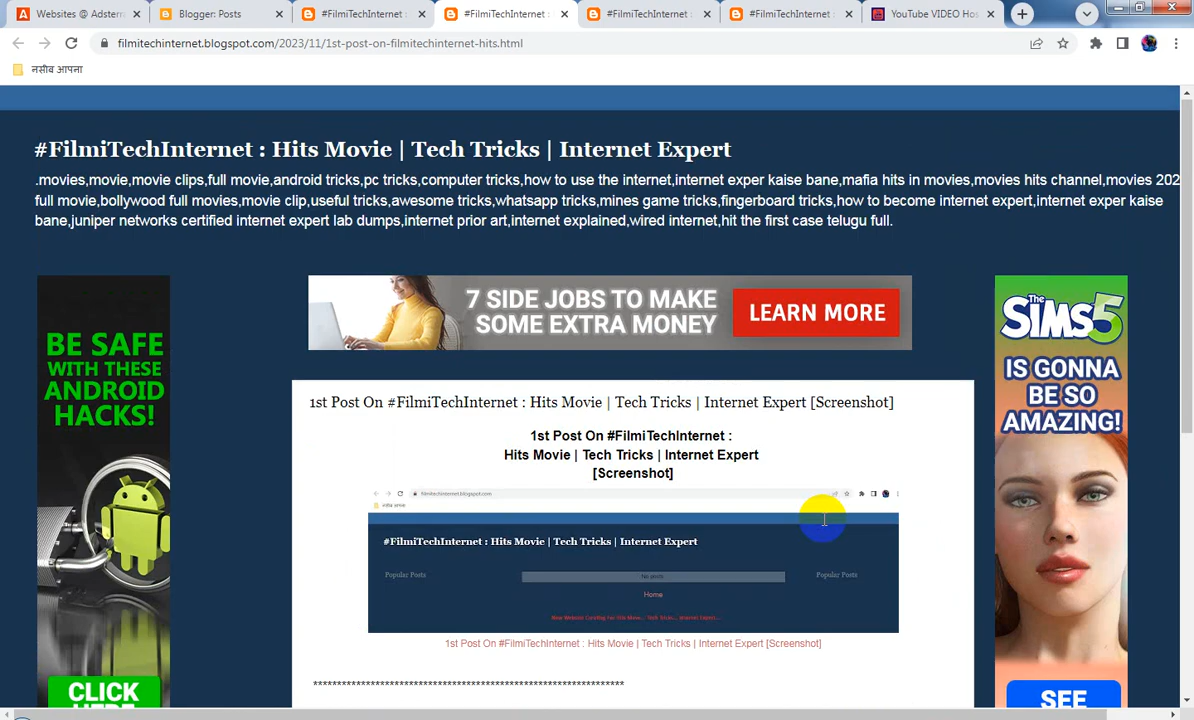 Websites @ Adsterr
Blogger: Posts
#FilmiTechInternet :
#FilmiTechInternet :
#FilmiTechInternet :
#FilmiTechInternet :
YouTube VIDEO Hos
filmitechinternet.blogspot.com/2023/11/1st-post-on-filmitechinternet-hits.html
नसीब आपना
#FilmiTechInternet : Hits Movie | Tech Tricks | Internet Expert
.movies,movie,movie clips,full movie,android tricks,pc tricks,computer tricks,how to use the internet,internet exper kaise bane,mafia hits in movies,movies hits channel,movies 202
full movie,bollywood full movies,movie clip,useful tricks,awesome tricks,whatsapp tricks,mines game tricks,fingerboard tricks,how to become internet expert,internet exper kaise
bane,juniper networks certified internet expert lab dumps,internet prior art,internet explained,wired internet,hit the first case telugu full.
BE SAFE
WITH THESE
ANDROID
HACKS!
CLICK
7 SIDE JOBS TO MAKE
SOME EXTRA MONEY
LEARN MORE
The
SIMS 5
IS GONNA
BE SO
AMAZING!
SEE
1st Post On #FilmiTechInternet : Hits Movie | Tech Tricks | Internet Expert [Screenshot]
1st Post On #FilmiTechInternet :
Hits Movie | Tech Tricks | Internet Expert
[Screenshot]
filmitechinternet.blogspot.com
नसीब आपना
#FilmiTechInternet : Hits Movie | Tech Tricks | Internet Expert
Popular Posts
No posts
Popular Posts
Home
1st Post On #FilmiTechInternet : Hits Movie | Tech Tricks | Internet Expert [Screenshot]
*****************************************************************